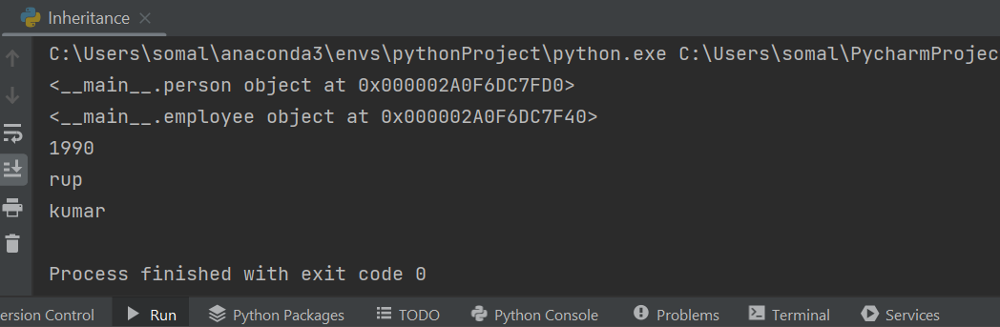 Inheritance
C:\Users\somal\anaconda3\envs\pythonProject\python.exe C:\Users\somal\PycharmProjec
<__main__.person object at 0x000002A0F6DC7FD0>
<__main__.employee object at 0x000002A0F6DC7F40>
1990
rup
kumar
Process finished with exit code 0
ersion Control Run Python Packages TODO Python Console Problems Terminal Services